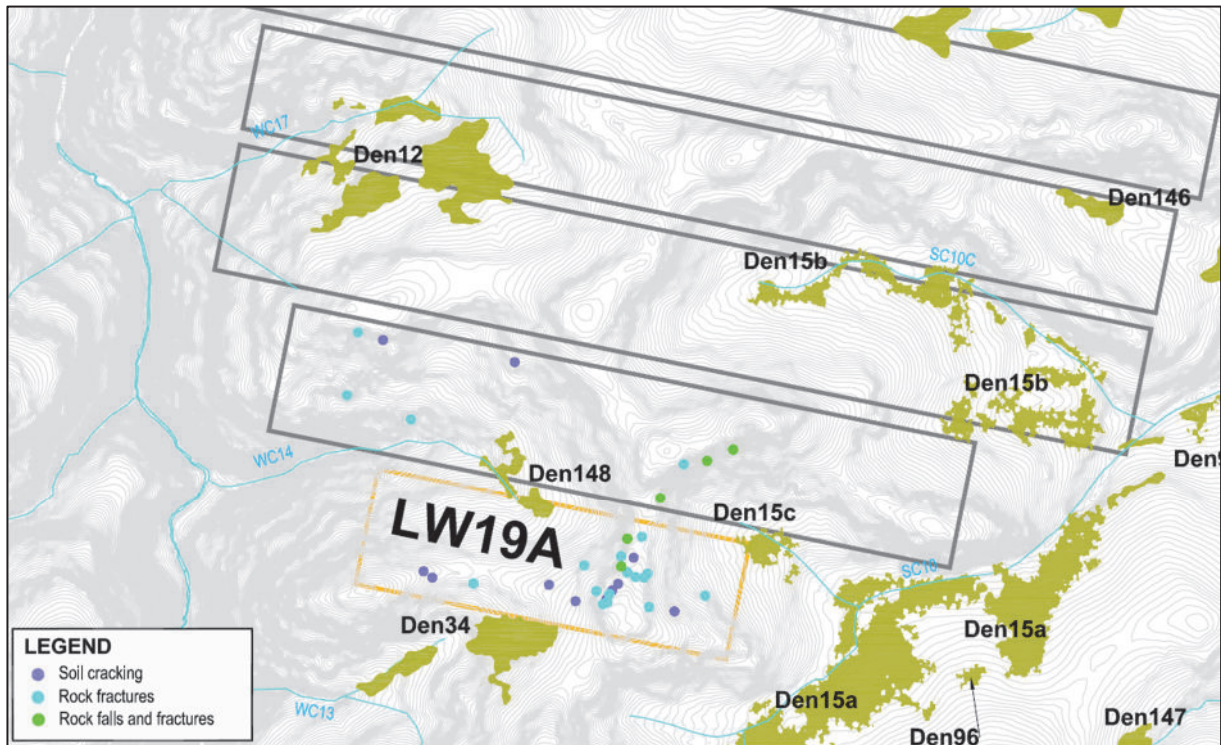 WC17
Den12
Den146
Den15b
SC10C
Den15b
WC14
Den148
Den9
LW19A
Den15c
SC10
Den34
Den15a
Den15a
WC13
Den96
Den147
LEGEND
Soil cracking
Rock fractures
Rock falls and fractures